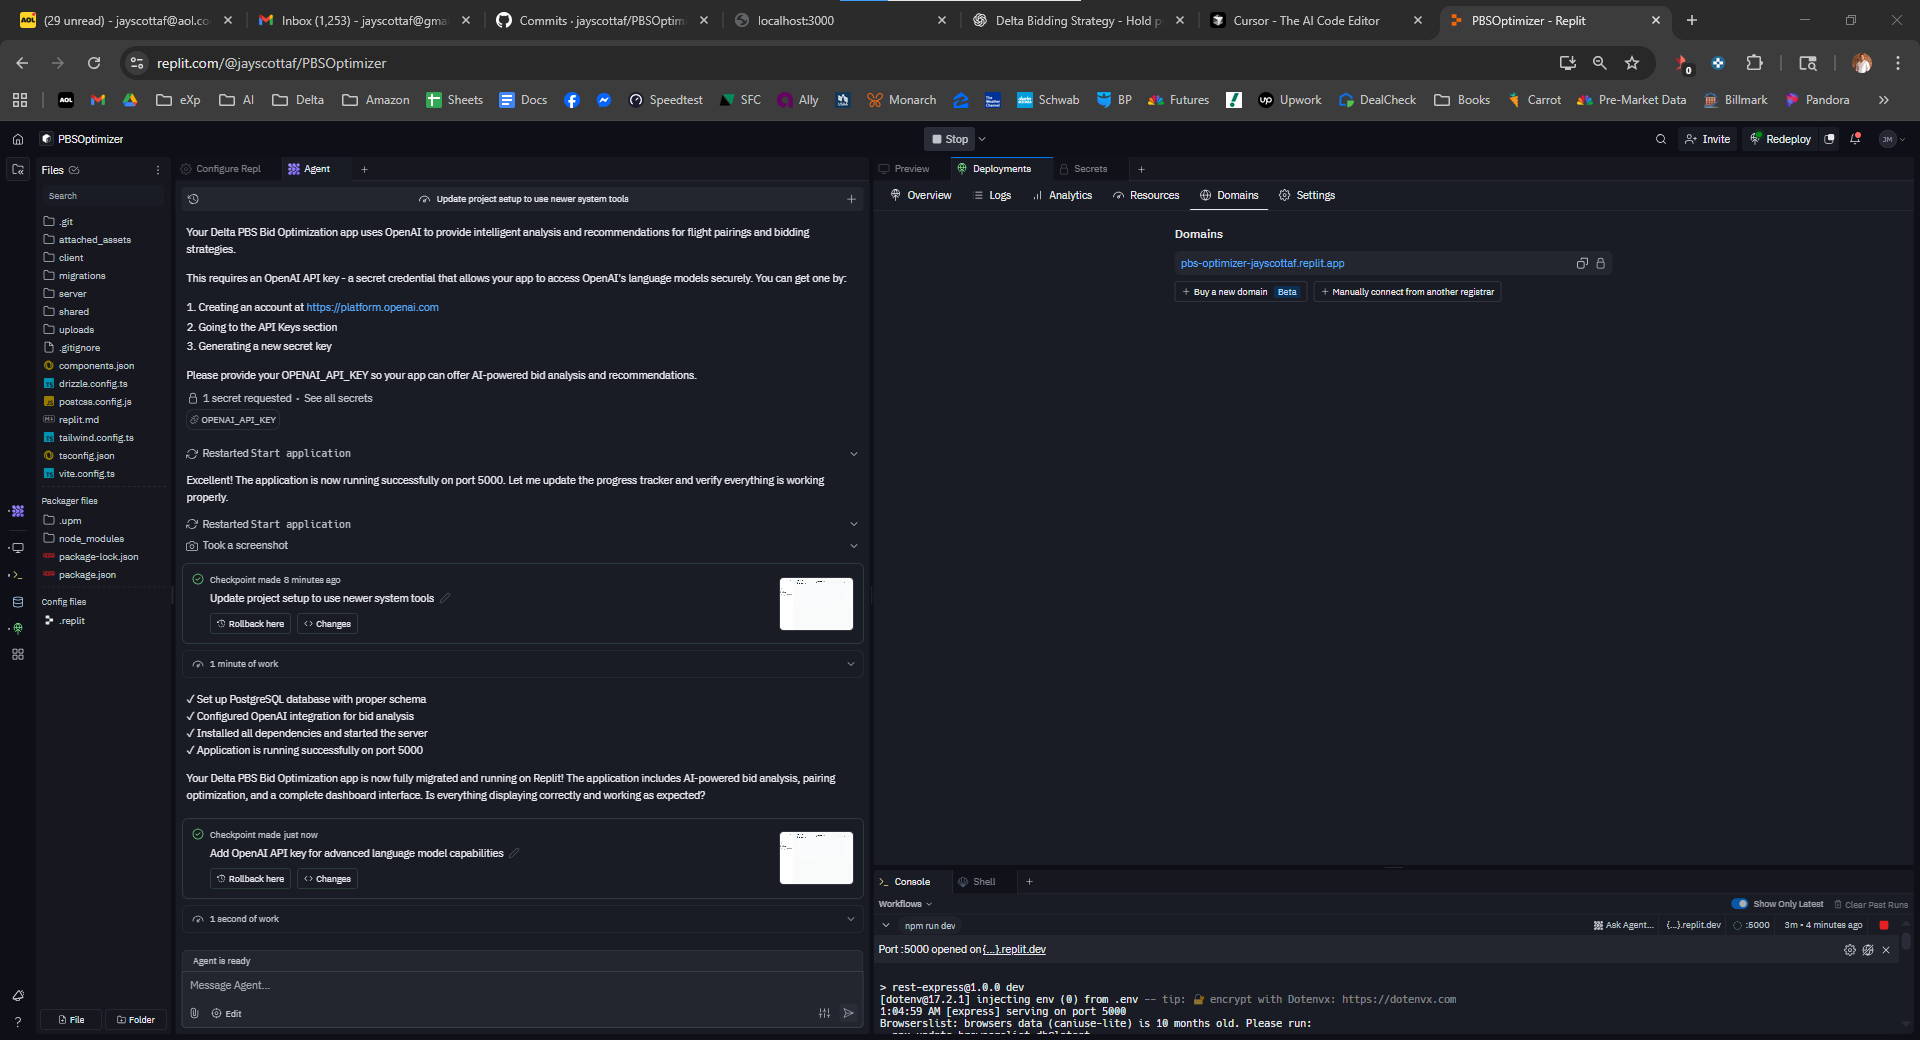 (29 unread) - jayscottaf@aol.co
Inbox (1,253) - jayscottaf@gma
Commits · jayscottaf/PBSOptim
localhost:3000
Delta Bidding Strategy - Hold p
Cursor - The AI Code Editor
PBSOptimizer - Replit
replit.com/@jayscottaf/PBSOptimizer
0
AOL
eXp
AI
Delta
Amazon
Sheets
Docs
Speedtest
SFC
Ally
Monarch
Schwab
BP
Futures
Upwork
DealCheck
Books
Carrot
Pre-Market Data
Billmark
Pandora
PBSOptimizer
Stop
Invite
Redeploy
JM
Files
Search
.git
attached_assets
client
migrations
server
shared
uploads
.gitignore
components.json
drizzle.config.ts
postcss.config.js
replit.md
tailwind.config.ts
tsconfig.json
vite.config.ts
Packager files
.upm
node_modules
package-lock.json
package.json
Config files
.replit
File
Folder
Configure Repl
Agent
Update project setup to use newer system tools
Your Delta PBS Bid Optimization app uses OpenAI to provide intelligent analysis and recommendations for flight pairings and bidding
strategies.
This requires an OpenAI API key - a secret credential that allows your app to access OpenAI's language models securely. You can get one by:
1. Creating an account at https://platform.openai.com
2. Going to the API Keys section
3. Generating a new secret key
Please provide your OPENAI_API_KEY so your app can offer AI-powered bid analysis and recommendations.
1 secret requested • See all secrets
OPENAI_API_KEY
Restarted Start application
Excellent! The application is now running successfully on port 5000. Let me update the progress tracker and verify everything is working
properly.
Restarted Start application
Took a screenshot
Checkpoint made 8 minutes ago
Update project setup to use newer system tools
Rollback here
Changes
1 minute of work
✓ Set up PostgreSQL database with proper schema
✓ Configured OpenAI integration for bid analysis
✓ Installed all dependencies and started the server
✓ Application is running successfully on port 5000
Your Delta PBS Bid Optimization app is now fully migrated and running on Replit! The application includes AI-powered bid analysis, pairing
optimization, and a complete dashboard interface. Is everything displaying correctly and working as expected?
Checkpoint made just now
Add OpenAI API key for advanced language model capabilities
Rollback here
Changes
1 second of work
Agent is ready
Message Agent...
Edit
Preview
Deployments
Secrets
Overview
Logs
Analytics
Resources
Domains
Settings
Domains
pbs-optimizer-jayscottaf.replit.app
+ Buy a new domain Beta
+ Manually connect from another registrar
Console
Shell
Workflows
Show Only Latest
Clear Past Runs
npm run dev
Ask Agent...
{...}.replit.dev
:5000
3m • 4 minutes ago
Port :5000 opened on {...}.replit.dev
> rest-express@1.0.0 dev
[dotenv@17.2.1] injecting env (0) from .env -- tip: 🔐 encrypt with Dotenvx: https://dotenvx.com
1:04:59 AM [express] serving on port 5000
Browserslist: browsers data (caniuse-lite) is 10 months old. Please run: